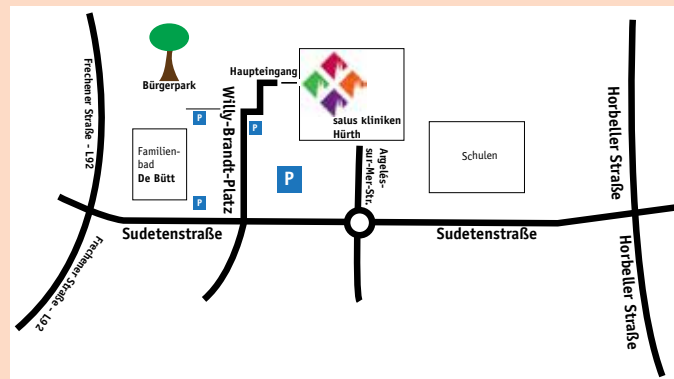 Frechener Straße - L92
Bürgerpark
Haupteingang
salus kliniken
Hürth
P
P
Familien-
bad
De Bütt
P
P
Willy-Brandt-Platz
Argelés-
sur-Mer-Str.
Schulen
Horbeller Straße
Sudetenstraße
Sudetenstraße
Frechener Straße - L92
Horbeller Straße